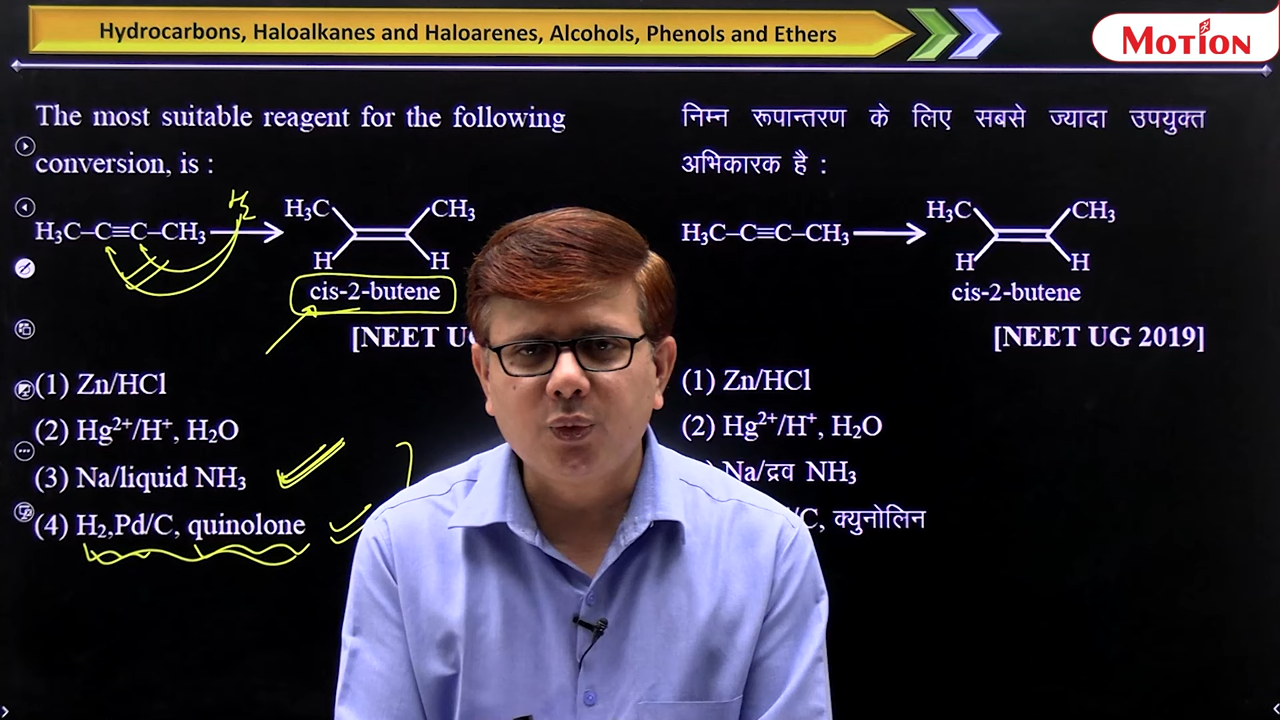 Hydrocarbons, Haloalkanes and Haloarenes, Alcohols, Phenols and Ethers
MOTION
The most suitable reagent for the following
conversion, is :
H₂
H₃C–C≡C–CH₃
H₃C
CH₃
H
H
cis-2-butene
[NEET
(1) Zn/HCl
(2) Hg²⁺/H⁺, H₂O
(3) Na/liquid NH₃
(4) H₂,Pd/C, quinolone
निम्न रूपान्तरण के लिए सबसे ज्यादा उपयुक्त
अभिकारक है :
H₃C–C≡C–CH₃
H₃C
CH₃
H
H
cis-2-butene
[NEET UG 2019]
(1) Zn/HCl
(2) Hg²⁺/H⁺, H₂O
Na/द्रव NH₃
C, क्युनोलिन